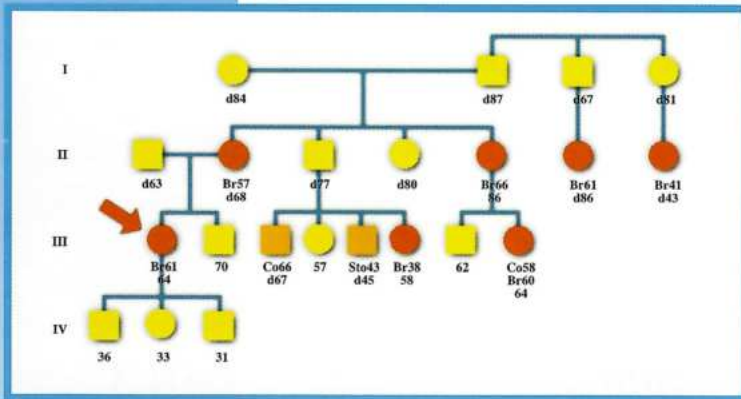 I
d84
d87
d67
d81
II
d63
Br57
d68
d77
d80
Br66
86
Br61
d86
Br41
d43
III
Br61
64
70
Co66
d67
57
Sto43
d45
Br38
58
62
Co58
Br60
64
IV
36
33
31